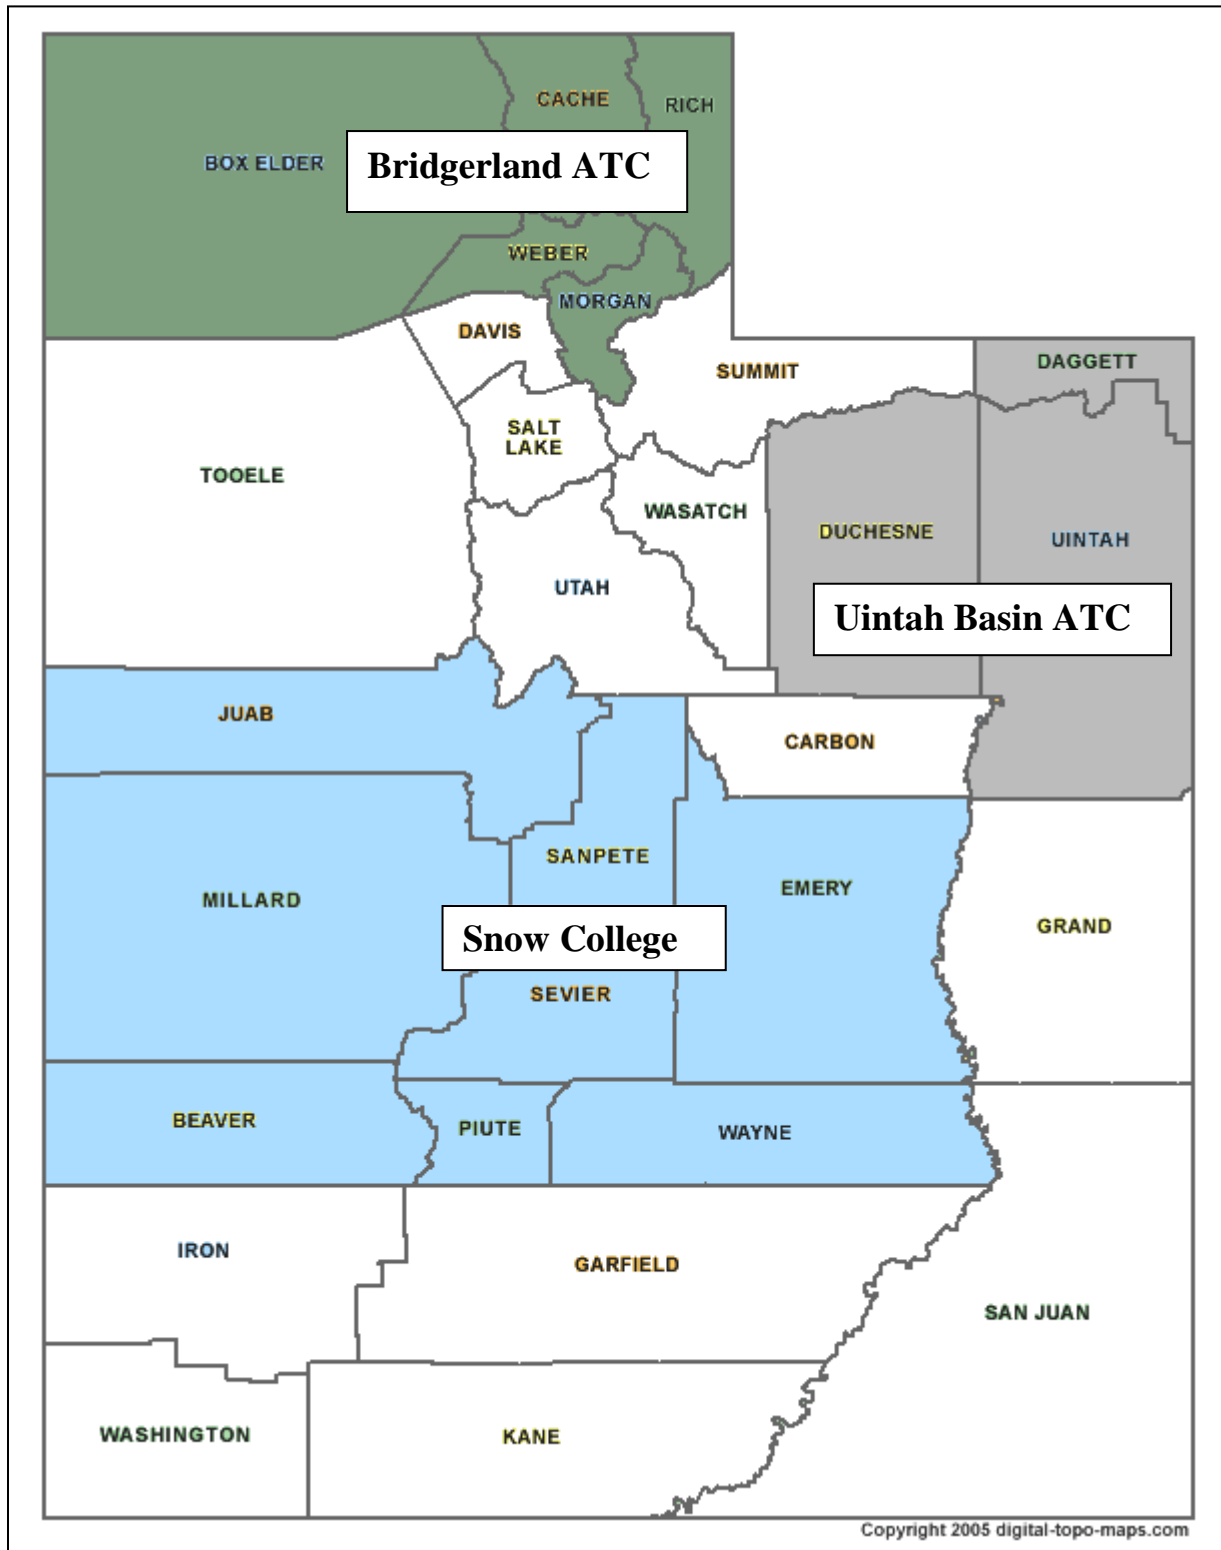 CACHE
RICH
BOX ELDER
Bridgerland ATC
WEBER
MORGAN
DAVIS
SUMMIT
DAGGETT
SALT
LAKE
TOOELE
WASATCH
DUCHESNE
UINTAH
UTAH
Uintah Basin ATC
JUAB
CARBON
SANPETE
EMERY
MILLARD
GRAND
Snow College
SEVIER
BEAVER
PIUTE
WAYNE
IRON
GARFIELD
SAN JUAN
WASHINGTON
KANE
Copyright 2005 digital-topo-maps.com